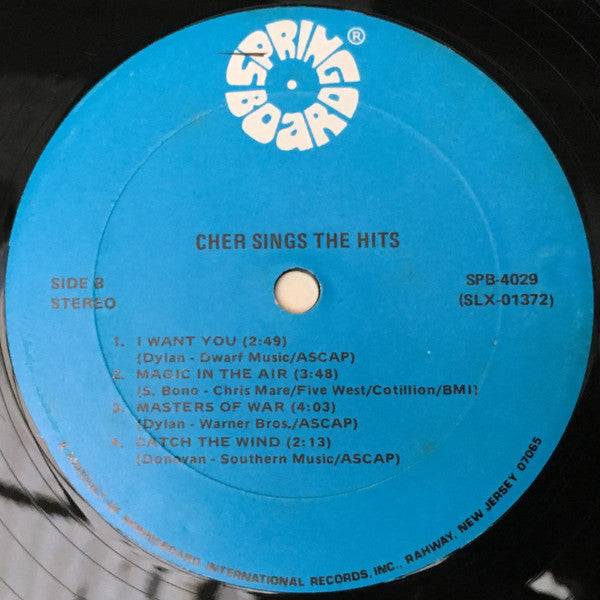 SPRINGBOARD®
CHER SINGS THE HITS
SIDE B
STEREO
SPB-4029
(SLX-01372)
1. I WANT YOU (2:49)
(Dylan - Dwarf Music/ASCAP)
2. MAGIC IN THE AIR (3:48)
(S. Bono - Chris Mare/Five West/Cotillion/BMI)
3. MASTERS OF WAR (4:03)
(Dylan - Warner Bros./ASCAP)
4. CATCH THE WIND (2:13)
(Donovan - Southern Music/ASCAP)
A PRODUCT OF SPRINGBOARD INTERNATIONAL RECORDS, INC., RAHWAY, NEW JERSEY 07065